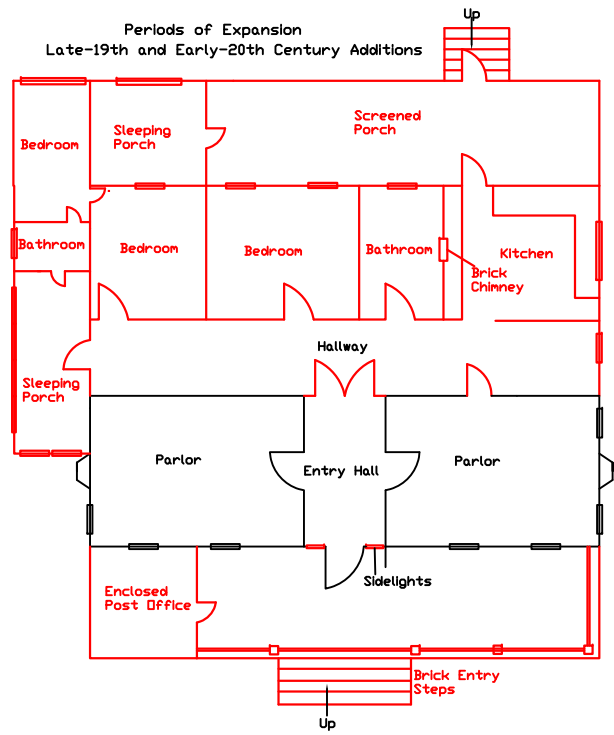 Up
Periods of Expansion
Late-19th and Early-20th Century Additions
Screened
Porch
Sleeping
Porch
Bedroom
Bathroom
Bedroom
Bedroom
Bathroom
Kitchen
Brick
Chimney
Hallway
Sleeping
Porch
Parlor
Entry Hall
Parlor
Sidelights
Enclosed
Post Office
Brick Entry
Steps
Up